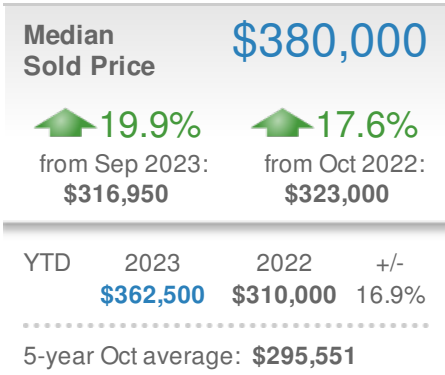 Median
Sold Price
$380,000
19.9%
from Sep 2023:
$316,950
17.6%
from Oct 2022:
$323,000
YTD 2023 2022 +/-
$362,500 $310,000 16.9%
5-year Oct average: $295,551